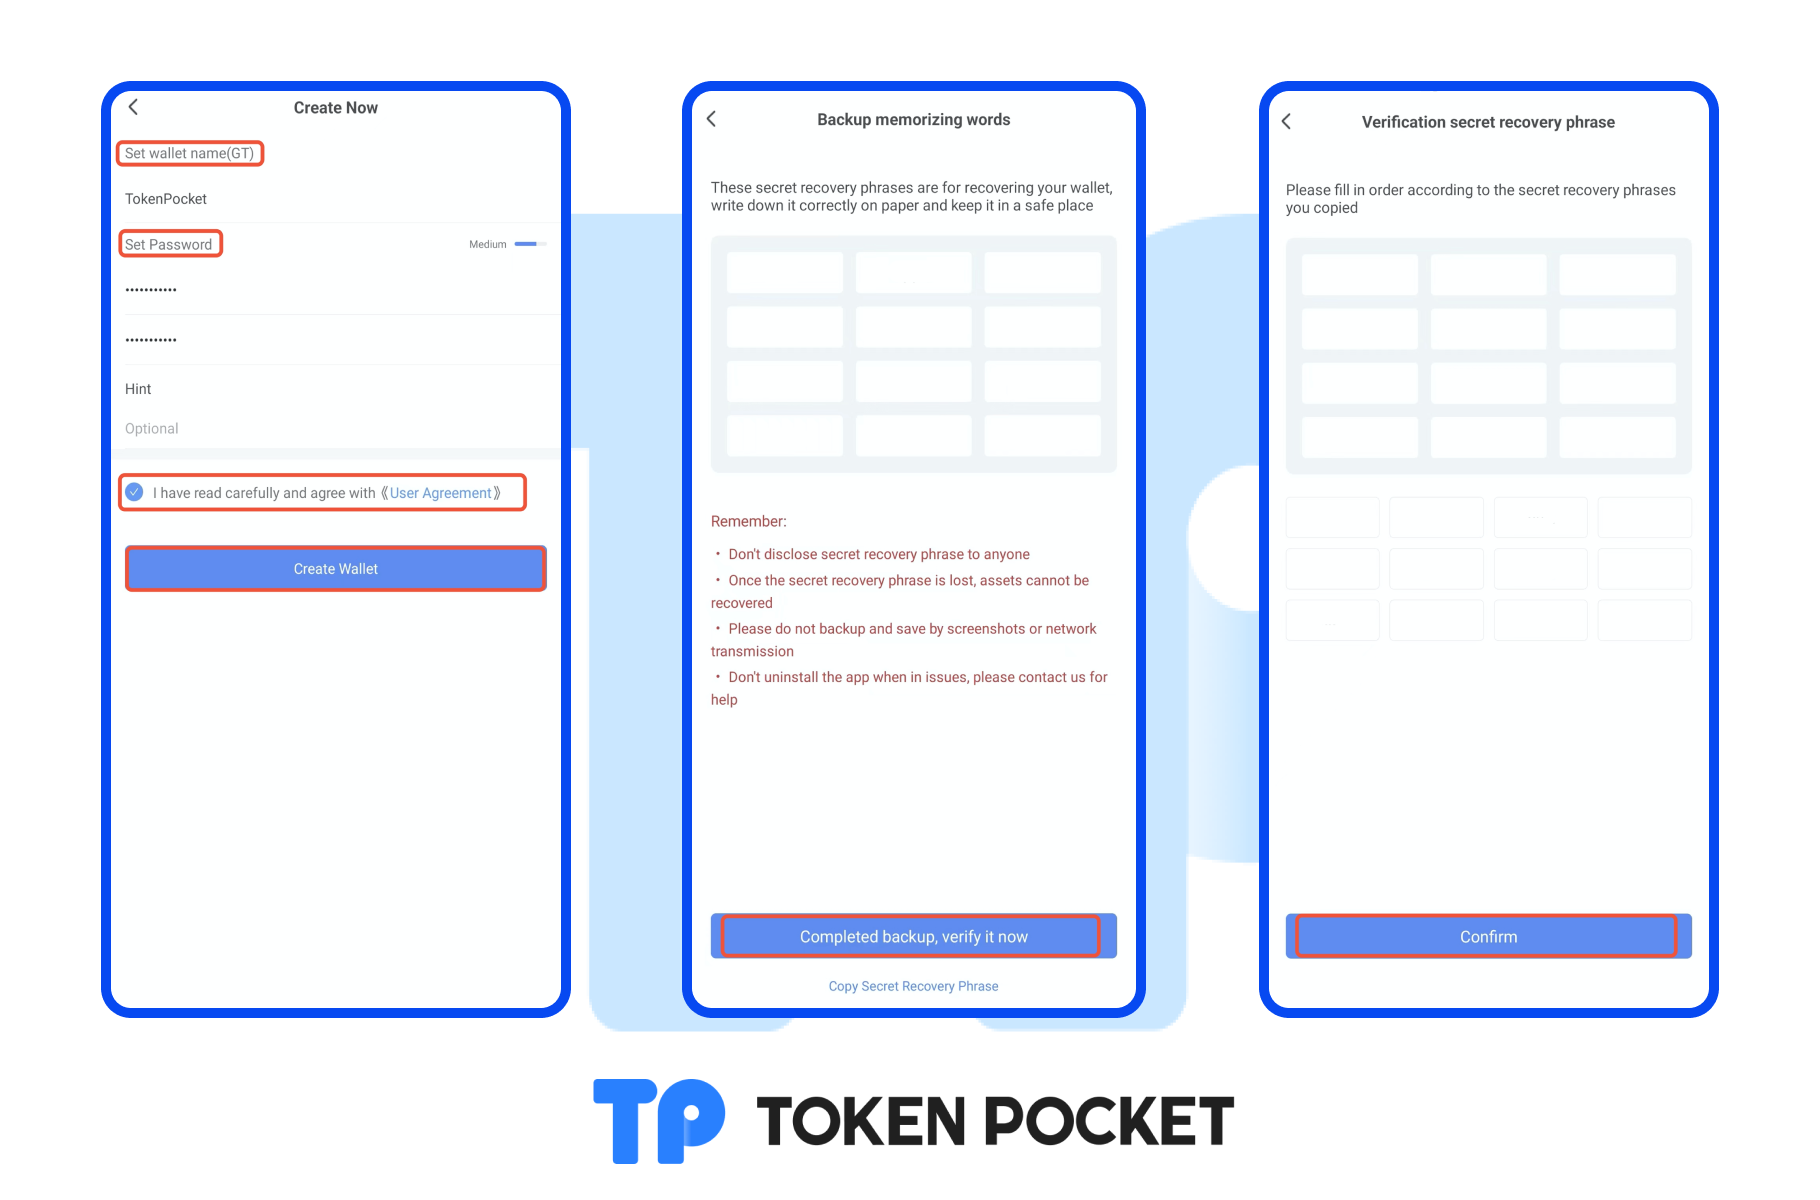 Create Now
Set wallet name(GT)
TokenPocket
Set Password
Medium
•••••••••••
•••••••••••
Hint
Optional
I have read carefully and agree with 《User Agreement》
Create Wallet
Backup memorizing words
These secret recovery phrases are for recovering your wallet,
write down it correctly on paper and keep it in a safe place
Remember:
• Don't disclose secret recovery phrase to anyone
• Once the secret recovery phrase is lost, assets cannot be
recovered
• Please do not backup and save by screenshots or network
transmission
• Don't uninstall the app when in issues, please contact us for
help
Completed backup, verify it now
Copy Secret Recovery Phrase
Verification secret recovery phrase
Please fill in order according to the secret recovery phrases
you copied
Confirm
TP TOKEN POCKET